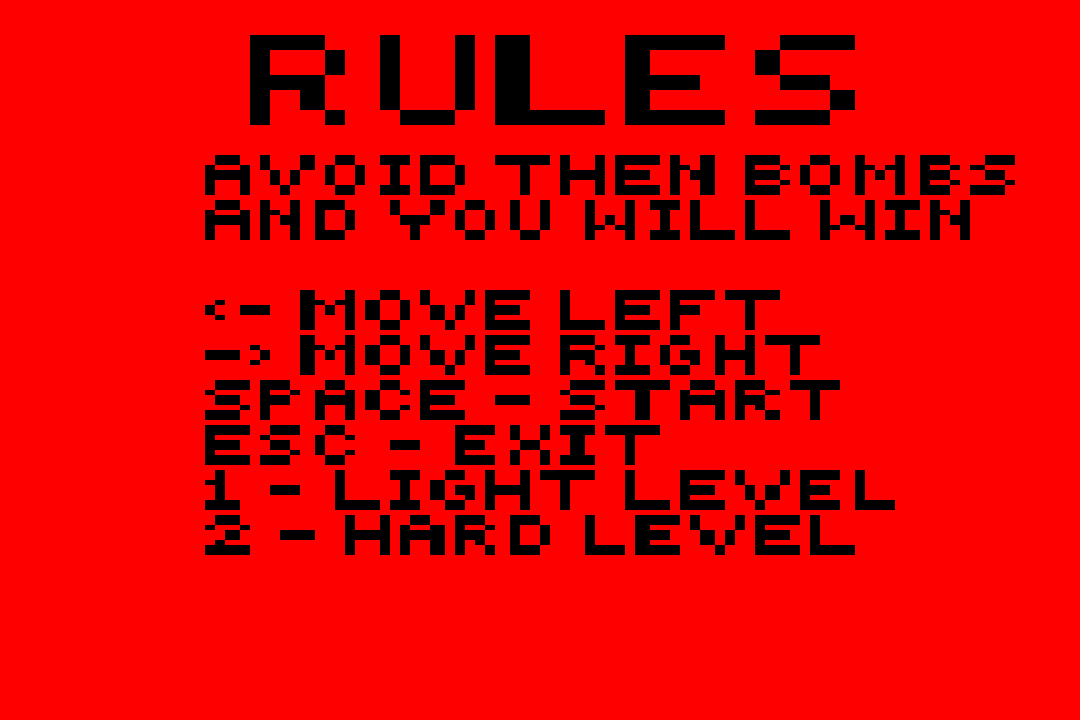 RULES
AVOID THEN BOMBS
AND YOU WILL WIN
<- MOVE LEFT
-> MOVE RIGHT
SPACE - START
ESC - EXIT
1 - LIGHT LEVEL
2 - HARD LEVEL